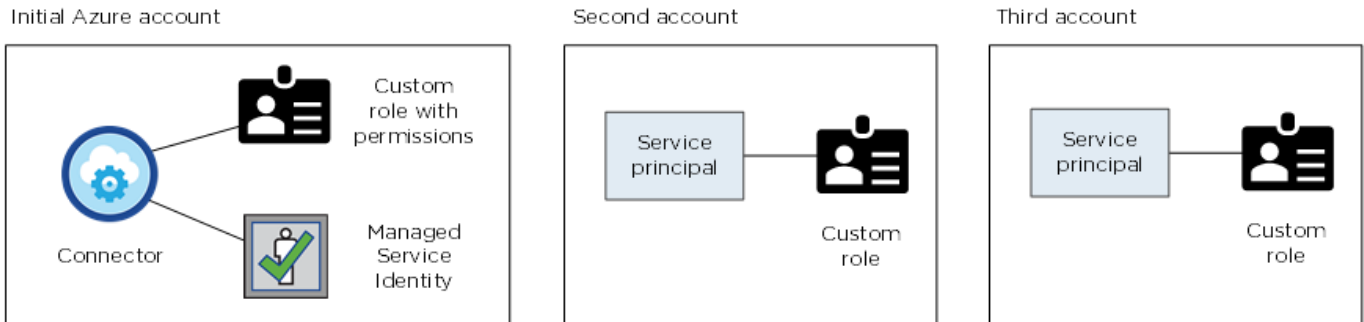 Initial Azure account
Custom
role with
permissions
Connector
Managed
Service
Identity
Second account
Service
principal
Custom
role
Third account
Service
principal
Custom
role